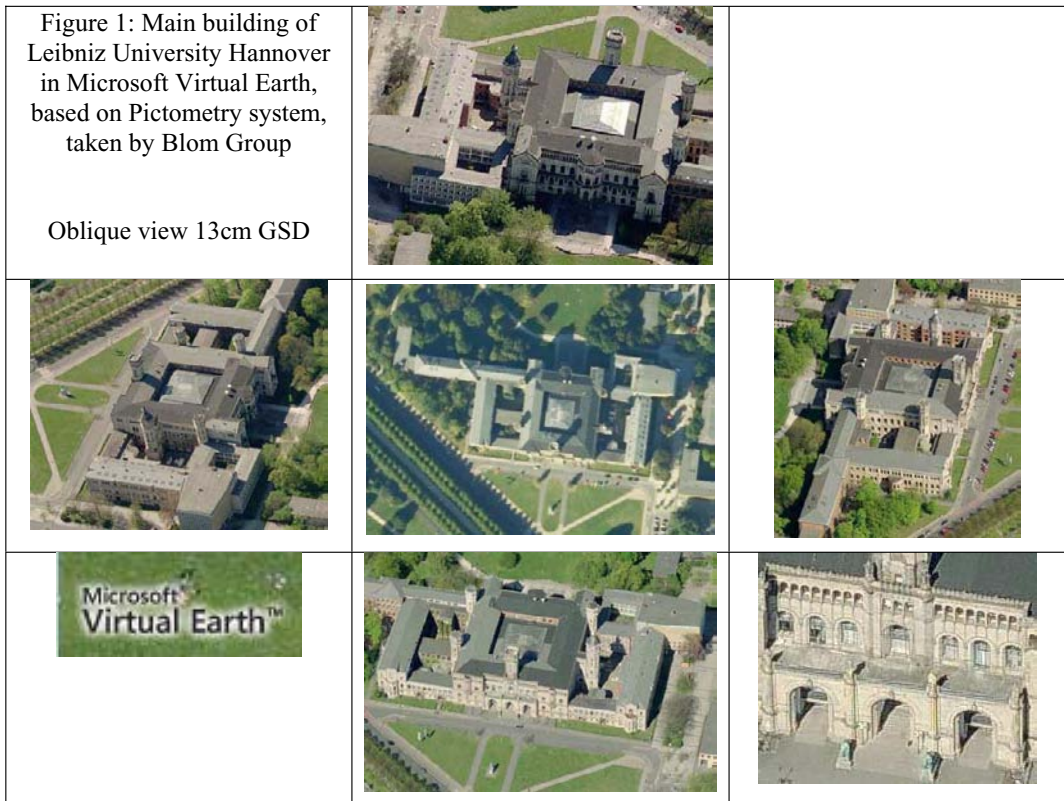 Figure 1: Main building of
Leibniz University Hannover
in Microsoft Virtual Earth,
based on Pictometry system,
taken by Blom Group
Oblique view 13cm GSD
Microsoft
Virtual Earth™